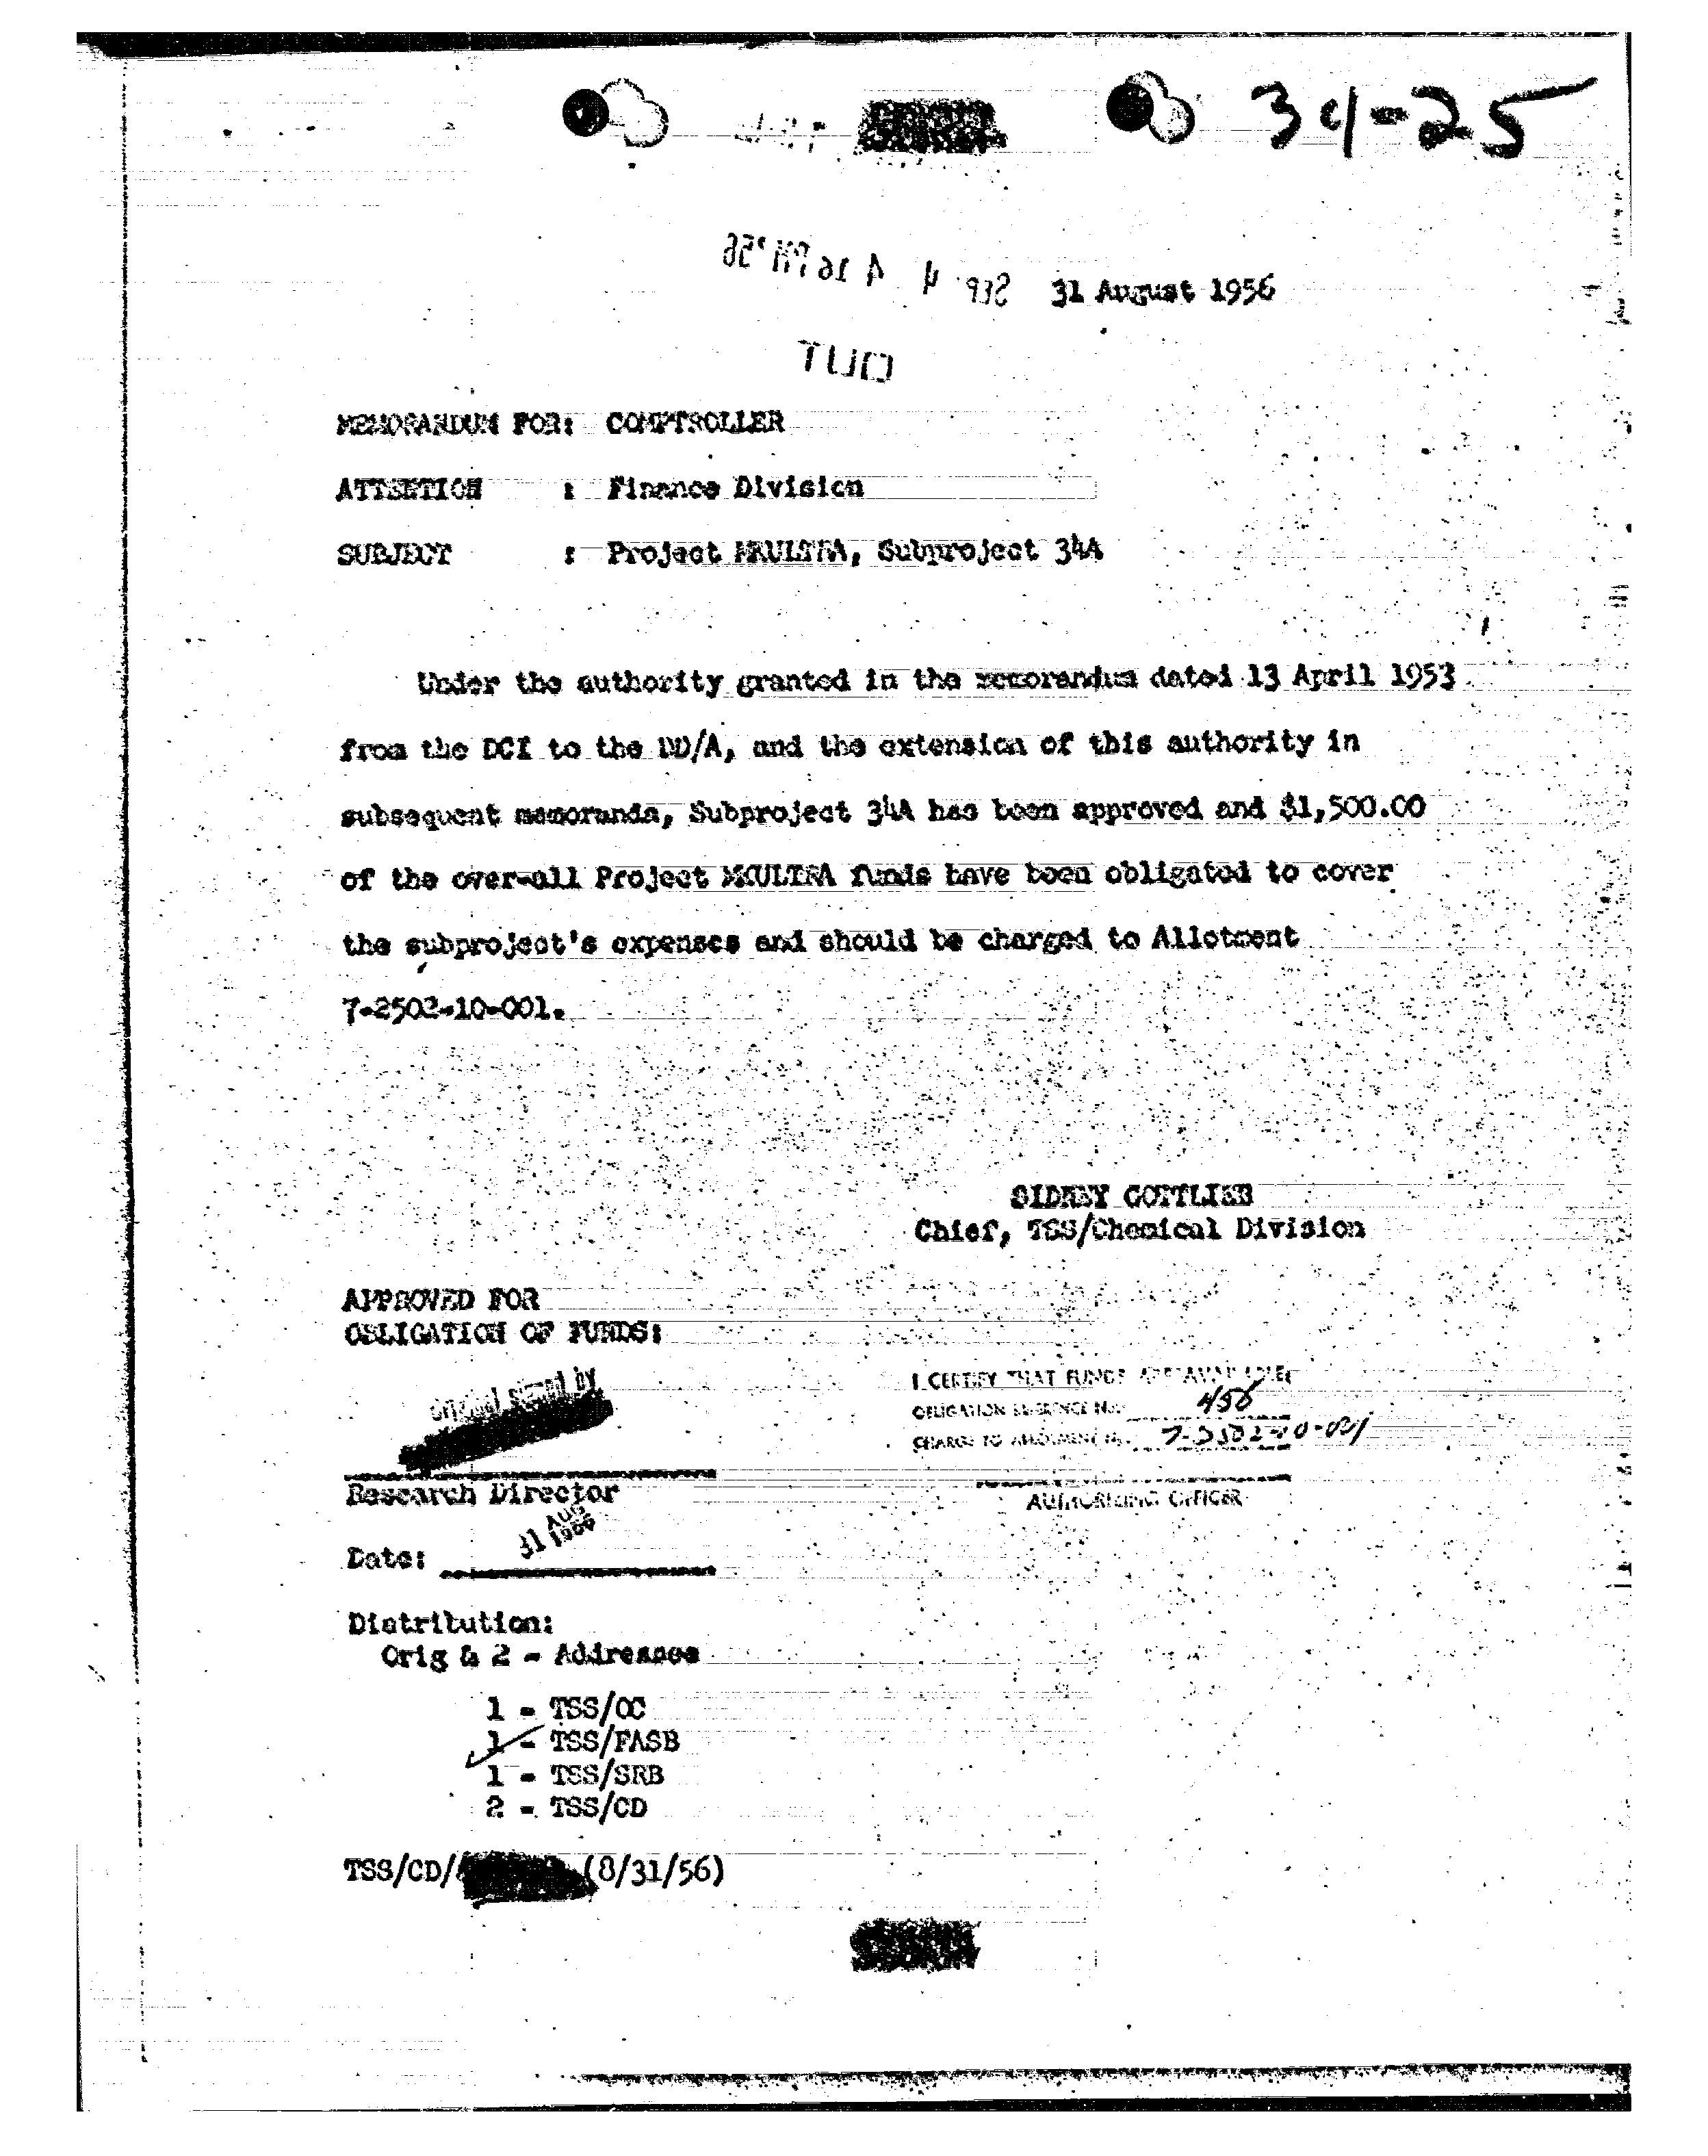 34-25
31 August 1956
OUT
MEMORANDUM FOR: COMPTROLLER
ATTENTION : Finance Division
SUBJECT : Project MKULTRA, Subproject 34A
Under the authority granted in the memorandum dated 13 April 1953
from the DCI to the DD/A, and the extension of this authority in
subsequent memoranda, Subproject 34A has been approved and $1,500.00
of the over-all Project MKULTRA funds have been obligated to cover
the subproject's expenses and should be charged to Allotment
7-2502-10-001.
SIDNEY GOTTLIEB
Chief, TSS/Chemical Division
APPROVED FOR
OBLIGATION OF FUNDS:
original signed by
I CERTIFY THAT FUNDS ARE AVAILABLE
OBLIGATION REFERENCE No. 456
CHARGE TO ALLOTMENT No. 7-2502-10-001
Research Director
AUTHORIZING OFFICER
31 AUG 1956
Date:
Distribution:
Orig & 2 - Addressee
1 - TSS/OC
1 - TSS/FASB
1 - TSS/SRB
2 - TSS/CD
TSS/CD/ (8/31/56)